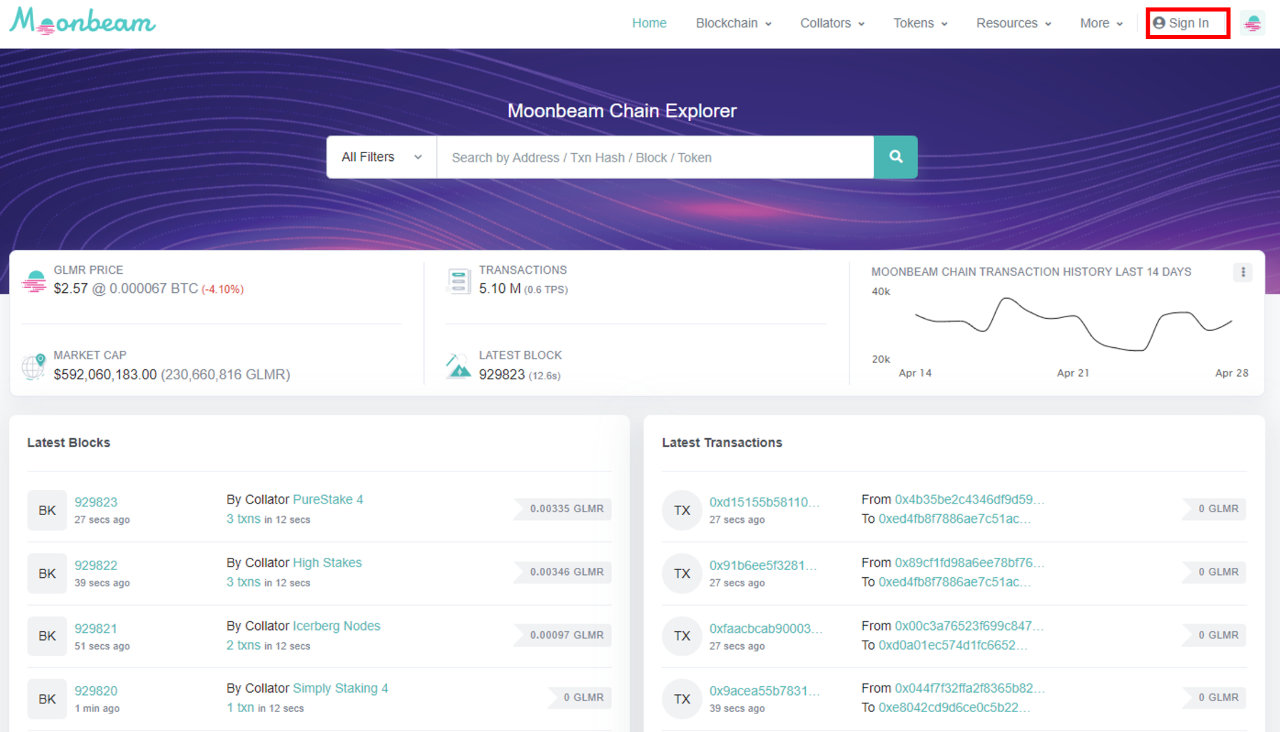 Moonbeam
Home Blockchain Collators Tokens Resources More Sign In
Moonbeam Chain Explorer
All Filters Search by Address / Txn Hash / Block / Token
GLMR PRICE
$2.57 @ 0.000067 BTC (-4.10%)
MARKET CAP
$592,060,183.00 (230,660,816 GLMR)
TRANSACTIONS
5.10 M (0.6 TPS)
LATEST BLOCK
929823 (12.6s)
MOONBEAM CHAIN TRANSACTION HISTORY LAST 14 DAYS
40k
20k
Apr 14 Apr 21 Apr 28
Latest Blocks
BK 929823 By Collator PureStake 4 0.00335 GLMR
27 secs ago 3 txns in 12 secs
BK 929822 By Collator High Stakes 0.00346 GLMR
39 secs ago 3 txns in 12 secs
BK 929821 By Collator Icerberg Nodes 0.00097 GLMR
51 secs ago 2 txns in 12 secs
BK 929820 By Collator Simply Staking 4 0 GLMR
1 min ago 1 txn in 12 secs
Latest Transactions
TX 0xd15155b58110... From 0x4b35be2c4346df9d59... 0 GLMR
27 secs ago To 0xed4fb8f7886ae7c51ac...
TX 0x91b6ee5f3281... From 0x89cf1fd98a6ee78bf76... 0 GLMR
27 secs ago To 0xed4fb8f7886ae7c51ac...
TX 0xfaacbcab90003... From 0x00c3a76523f699c847... 0 GLMR
27 secs ago To 0xd0a01ec574d1fc6652...
TX 0x9acea55b7831... From 0x044f7f32ffa2f8365b82... 0 GLMR
39 secs ago To 0xe8042cd9d6ce0c5b22...